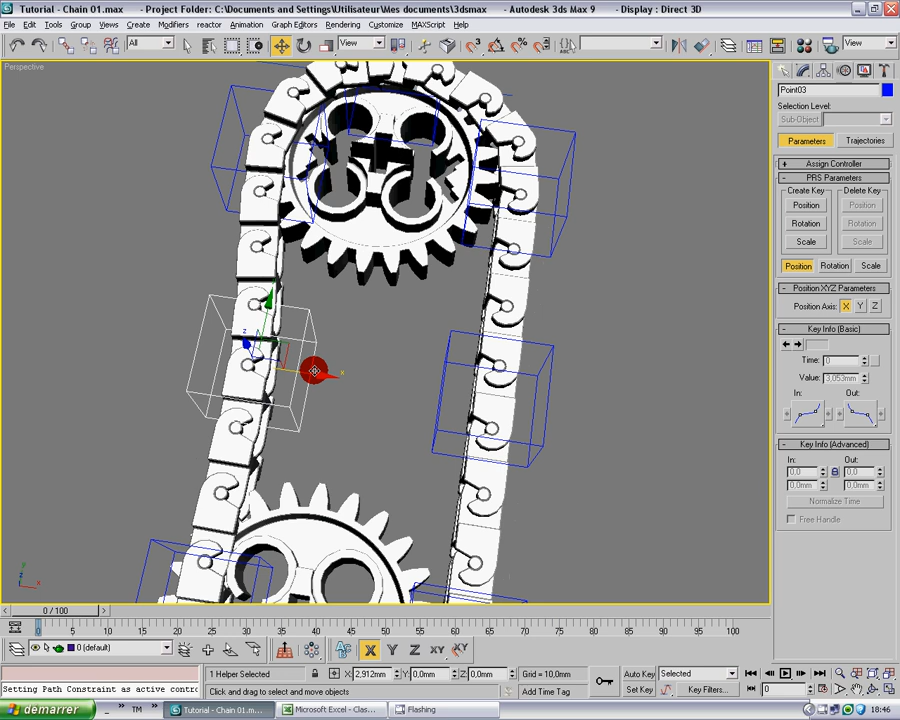 Tutorial - Chain 01.max - Project Folder: C:\Documents and Settings\Utilisateur\Mes documents\3dsmax - Autodesk 3ds Max 9 - Display : Direct 3D
File Edit Tools Group Views Create Modifiers reactor Animation Graph Editors Rendering Customize MAXScript Help
All View View
Perspective
Point03
Selection Level:
Sub-Object
Parameters Trajectories
+ Assign Controller
- PRS Parameters
Create Key Delete Key
Position Position
Rotation Rotation
Scale Scale
Position Rotation Scale
- Position XYZ Parameters
Position Axis: X Y Z
- Key Info (Basic)
Time: 0
Value: 3,053mm
In: Out:
- Key Info (Advanced)
In: Out:
0.0 0.0
0,0mm 0,0mm
Normalize Time
Free Handle
z
x
0 / 100
0 5 10 15 20 25 30 35 40 45 50 55 60 65 70 75 80 85 90 95 100
0 (default) X Y Z XY XY
1 Helper Selected X: 2,912mm Y: 0,0mm Z: 0,0mm Grid = 10,0mm Auto Key Selected
Setting Path Constraint as active contro Click and drag to select and move objects Add Time Tag Set Key Key Filters... 0
démarrer TM Tutorial - Chain 01.m... Microsoft Excel - Clas... Flashing 18:46